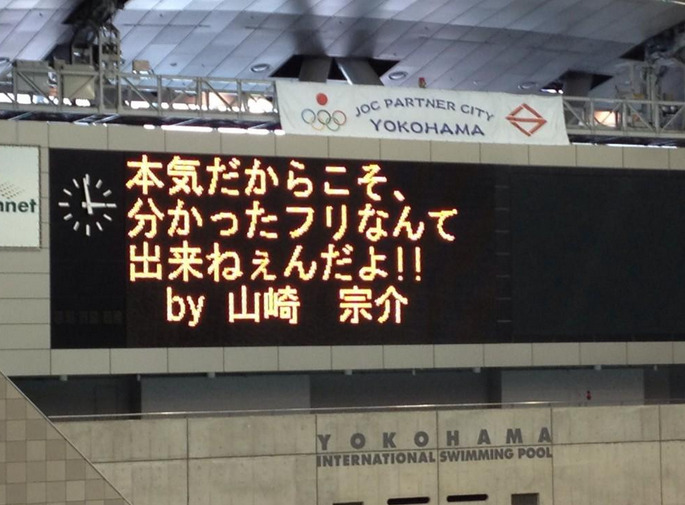 JOC PARTNER CITY
YOKOHAMA
nnet
本気だからこそ、
分かったフリなんて
出来ねぇんだよ!!
by 山崎　宗介
YOKOHAMA
INTERNATIONAL SWIMMING POOL